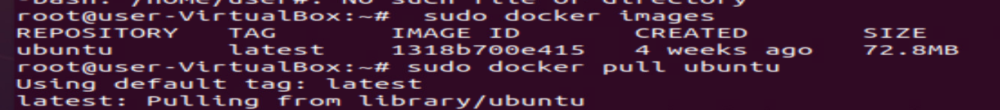 -bash: /home/user#: No such file or directory
root@user-VirtualBox:~#  sudo docker images
REPOSITORY   TAG       IMAGE ID       CREATED       SIZE
ubuntu       latest    1318b700e415   4 weeks ago   72.8MB
root@user-VirtualBox:~# sudo docker pull ubuntu
Using default tag: latest
latest: Pulling from library/ubuntu